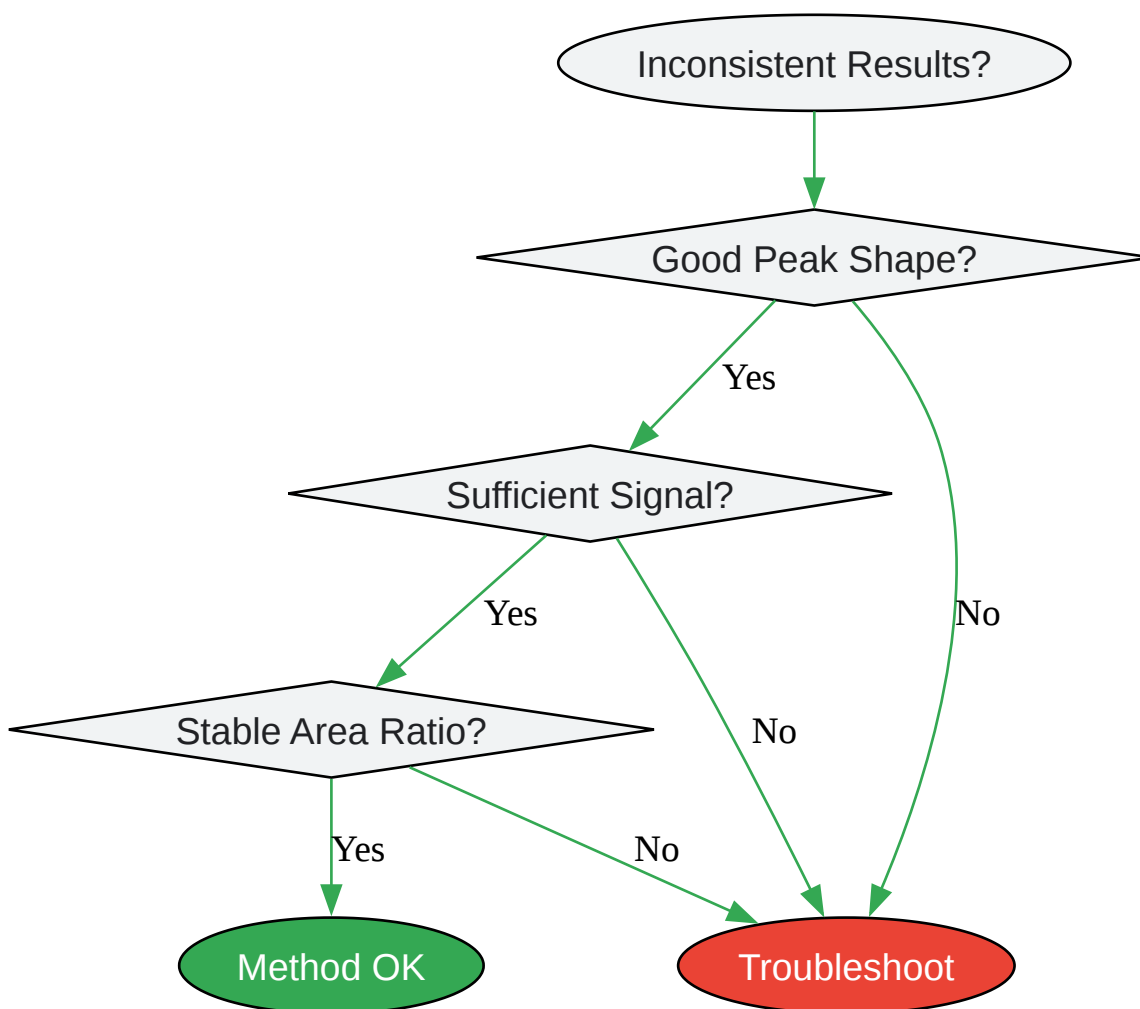 Inconsistent Results?
Good Peak Shape?
Yes
Sufficient Signal?
Yes
No
Stable Area Ratio?
No
Yes
No
Method OK
Troubleshoot